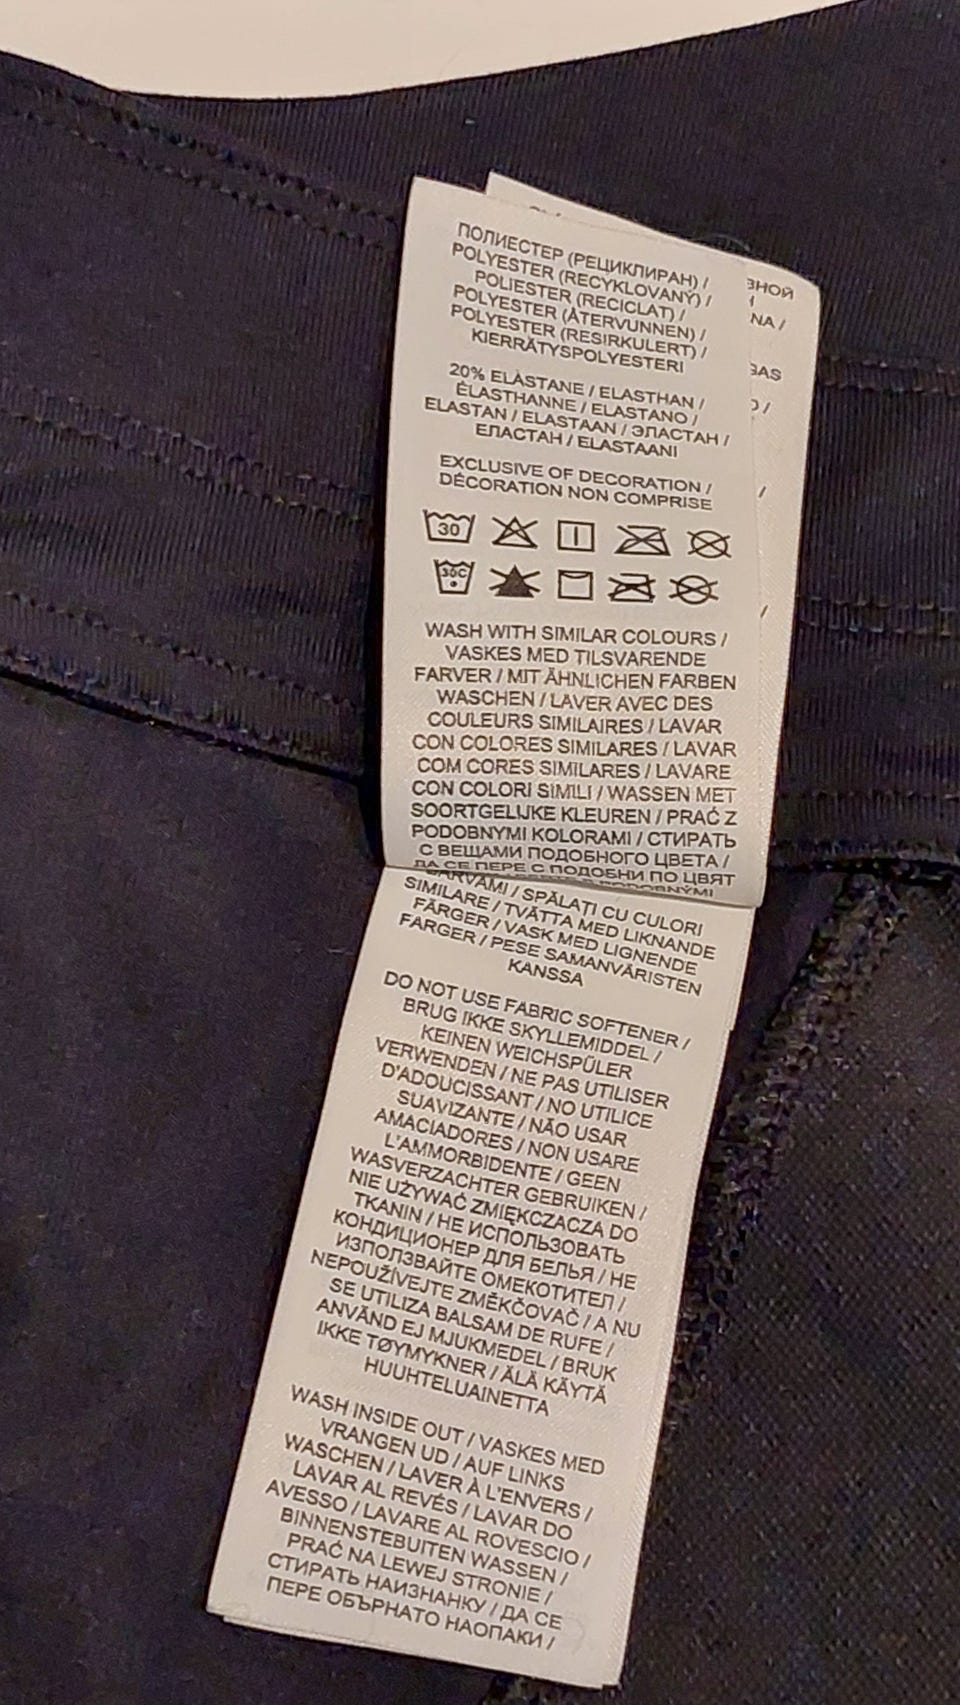 ПОЛИЕСТЕР (РЕЦИКЛИРАН) /
POLYESTER (RECYKLOVANÝ) /
POLIESTER (RECICLAT) /
POLYESTER (ÅTERVUNNEN) /
POLYESTER (RESIRKULERT) /
KIERRÄTYSPOLYESTERI
20% ELASTANE / ELASTHAN /
ÉLASTHANNE / ELASTANO /
ELASTAN / ELASTAAN / ЭЛАСТАН /
ЕЛАСТАН / ELASTAANI
EXCLUSIVE OF DECORATION /
DÉCORATION NON COMPRISE
30
30C
WASH WITH SIMILAR COLOURS /
VASKES MED TILSVARENDE
FARVER / MIT ÄHNLICHEN FARBEN
WASCHEN / LAVER AVEC DES
COULEURS SIMILAIRES / LAVAR
CON COLORES SIMILARES / LAVAR
COM CORES SIMILARES / LAVARE
CON COLORI SIMILI / WASSEN MET
SOORTGELIJKE KLEUREN / PRAĆ Z
PODOBNYMI KOLORAMI / СТИРАТЬ
С ВЕЩАМИ ПОДОБНОГО ЦВЕТА /
ДА СЕ ПЕРЕ С ПОДОБНИ ПО ЦВЯТ
PODOBNÝMI
BARVAMI / SPĂLAȚI CU CULORI
SIMILARE / TVÄTTA MED LIKNANDE
FÄRGER / VASK MED LIGNENDE
FARGER / PESE SAMANVÄRISTEN
KANSSA
DO NOT USE FABRIC SOFTENER /
BRUG IKKE SKYLLEMIDDEL /
KEINEN WEICHSPÜLER
VERWENDEN / NE PAS UTILISER
D'ADOUCISSANT / NO UTILICE
SUAVIZANTE / NÃO USAR
AMACIADORES / NON USARE
L'AMMORBIDENTE / GEEN
WASVERZACHTER GEBRUIKEN /
NIE UŻYWAĆ ZMIĘKCZACZA DO
TKANIN / НЕ ИСПОЛЬЗОВАТЬ
КОНДИЦИОНЕР ДЛЯ БЕЛЬЯ / НЕ
ИЗПОЛЗВАЙТЕ ОМЕКОТИТЕЛ /
NEPOUŽÍVEJTE ZMĚKČOVAČ / A NU
SE UTILIZA BALSAM DE RUFE /
ANVÄND EJ MJUKMEDEL / BRUK
IKKE TØYMYKNER / ÄLÄ KÄYTÄ
HUUHTELUAINETTA
WASH INSIDE OUT / VASKES MED
VRANGEN UD / AUF LINKS
WASCHEN / LAVER À L'ENVERS /
LAVAR AL REVÉS / LAVAR DO
AVESSO / LAVARE AL ROVESCIO /
BINNENSTEBUITEN WASSEN /
PRAĆ NA LEWEJ STRONIE /
СТИРАТЬ НАИЗНАНКУ / ДА СЕ
ПЕРЕ ОБЪРНАТО НАОПАКИ /